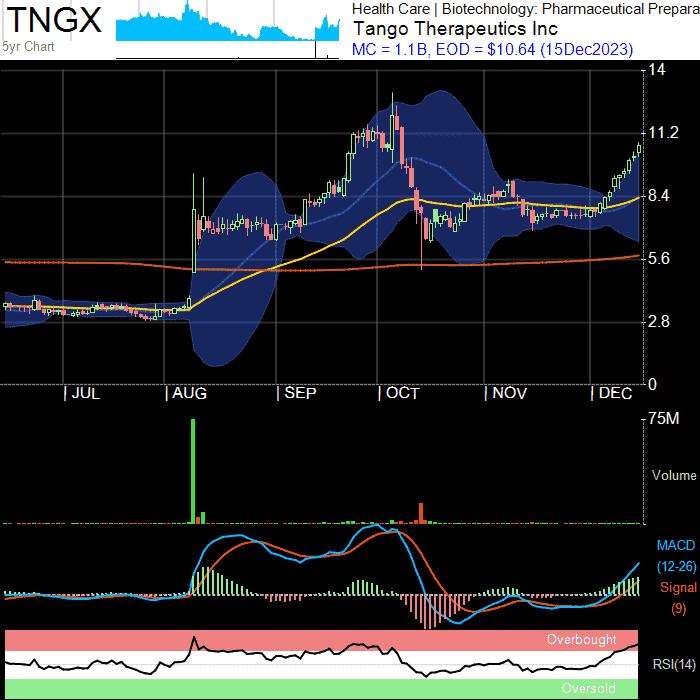 TNGX
Health Care | Biotechnology: Pharmaceutical Prepara
Tango Therapeutics Inc
5yr Chart
MC = 1.1B, EOD = $10.64 (15Dec2023)
14
11.2
8.4
5.6
2.8
0
| JUL | AUG | SEP | OCT | NOV | DEC
75M
Volume
MACD
(12-26)
Signal
(9)
Overbought
RSI(14)
Oversold